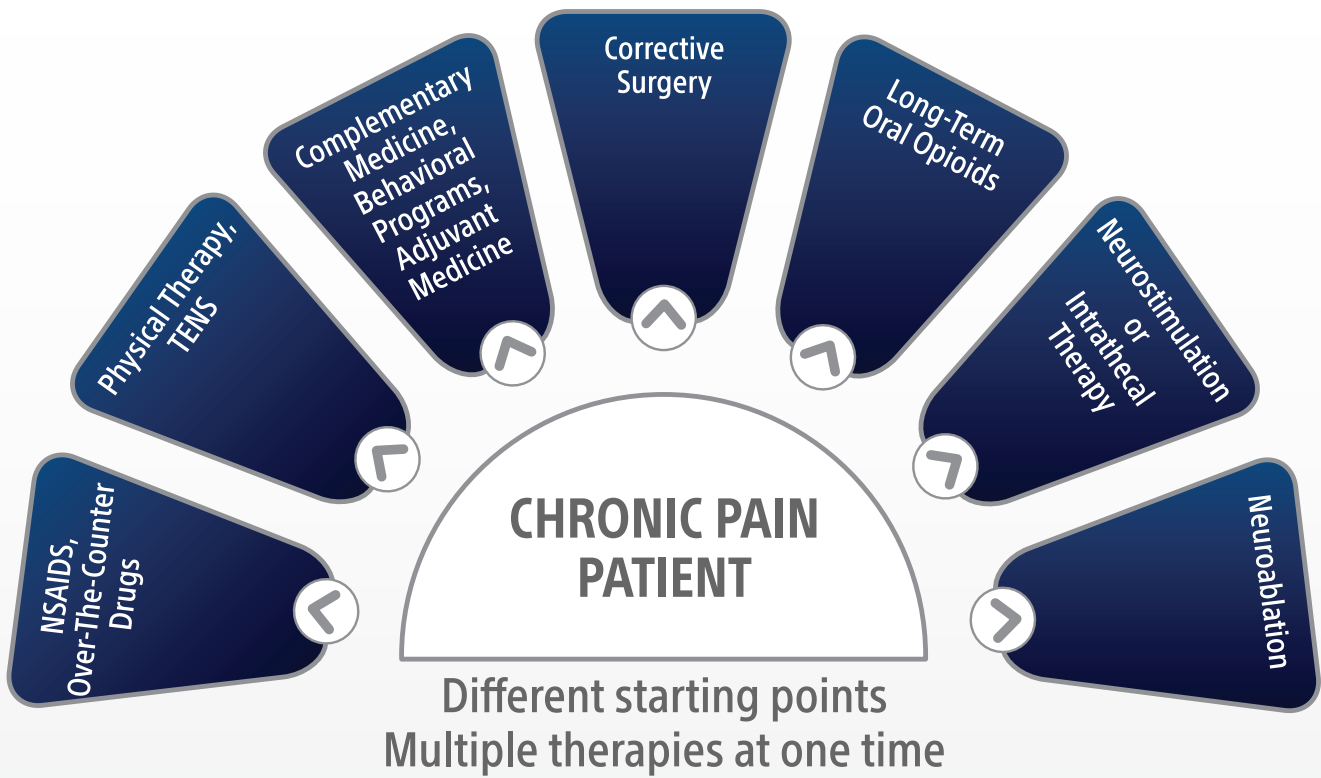 NSAIDS,
Over-The-Counter
Drugs
Physical Therapy,
TENS
Complementary
Medicine,
Behavioral
Programs,
Adjuvant
Medicine
Corrective
Surgery
Long-Term
Oral Opioids
Neurostimulation
or
Intrathecal
Therapy
Neuroablation
CHRONIC PAIN
PATIENT
Different starting points
Multiple therapies at one time